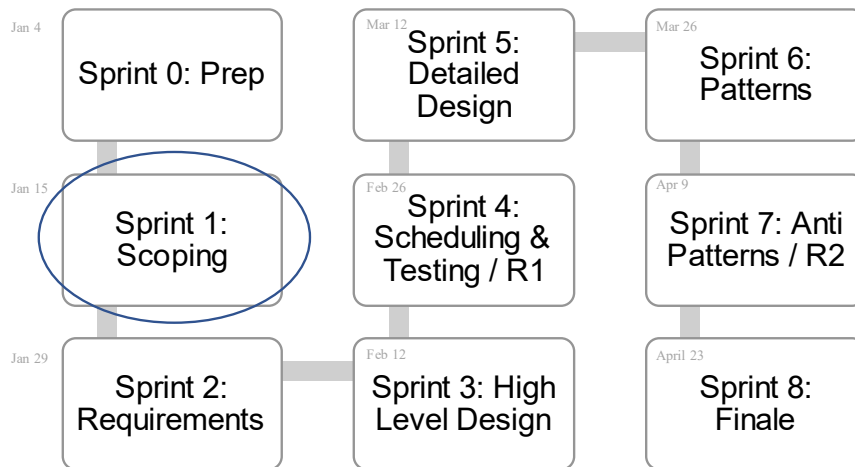 Jan 4
Sprint 0: Prep
Jan 15
Sprint 1:
Scoping
Jan 29
Sprint 2:
Requirements
Feb 12
Sprint 3: High
Level Design
Feb 26
Sprint 4:
Scheduling &
Testing / R1
Mar 12
Sprint 5:
Detailed
Design
Mar 26
Sprint 6:
Patterns
Apr 9
Sprint 7: Anti
Patterns / R2
April 23
Sprint 8:
Finale